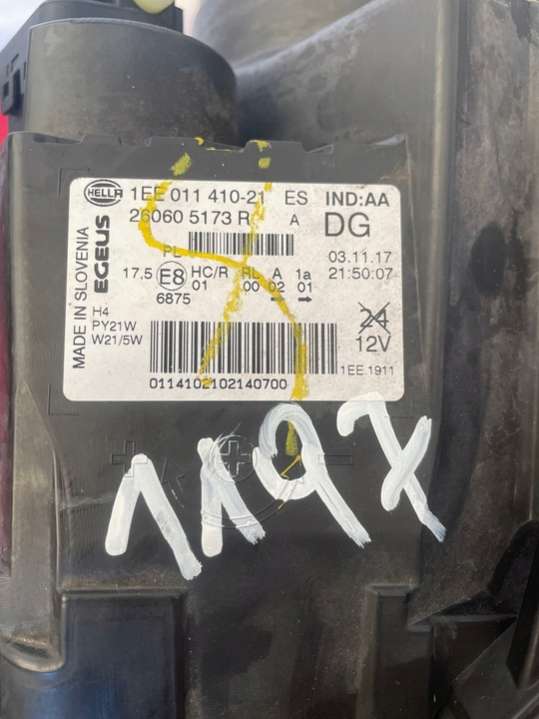 HELLA 1EE 011 410-21 ES IND:AA
26060 5173 R A DG
MADE IN SLOVENIA
EGEUS
PL
03.11.17
17,5 E8 HC/R RL A 1a 21:50:07
01 00 02 01
6875
H4
PY21W
W21/5W
24
12V
1EE.1911
0114102102140700
1197